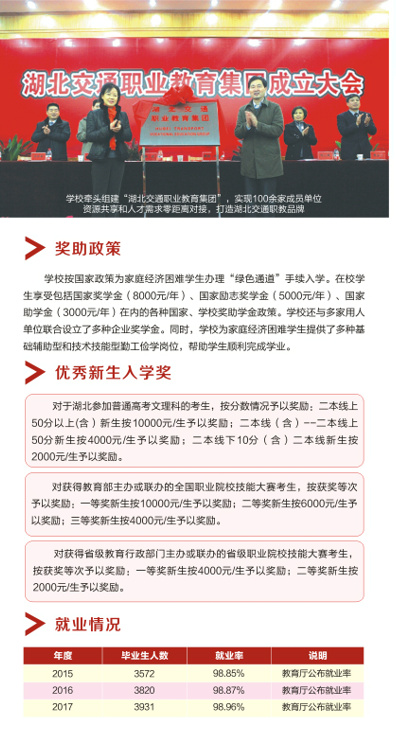 湖北交通职业教育集团成立大会
湖北交通
职业教育集团
学校牵头组建“湖北交通职业教育集团”，实现100余家成员单位
资源共享和人才需求零距离对接，打造湖北交通职教品牌
奖助政策
学校按国家政策为家庭经济困难学生办理“绿色通道”手续入学。在校学
生享受包括国家奖学金（8000元/年）、国家励志奖学金（5000元/年）、国家
助学金（3000元/年）在内的各种国家、学校奖助学金政策。学校还与多家用人
单位联合设立了多种企业奖学金。同时，学校为家庭经济困难学生提供了多种基
础辅助型和技术技能型勤工俭学岗位，帮助学生顺利完成学业。
优秀新生入学奖
对于湖北参加普通高考文理科的考生，按分数情况予以奖励：二本线上
50分以上(含）新生按10000元/生予以奖励；二本线（含）--二本线上
50分新生按4000元/生予以奖励；二本线下10分（含）二本线新生按
2000元/生予以奖励。
对获得教育部主办或联办的全国职业院校技能大赛考生，按获奖等次
予以奖励：一等奖新生按10000元/生予以奖励；二等奖新生按6000元/生予
以奖励；三等奖新生按4000元/生予以奖励。
对获得省级教育行政部门主办或联办的省级职业院校技能大赛考生，
按获奖等次予以奖励：一等奖新生按4000元/生予以奖励；二等奖新生按
2000元/生予以奖励。
就业情况
年度 毕业生人数 就业率 说明
2015 3572 98.85% 教育厅公布就业率
2016 3820 98.87% 教育厅公布就业率
2017 3931 98.96% 教育厅公布就业率